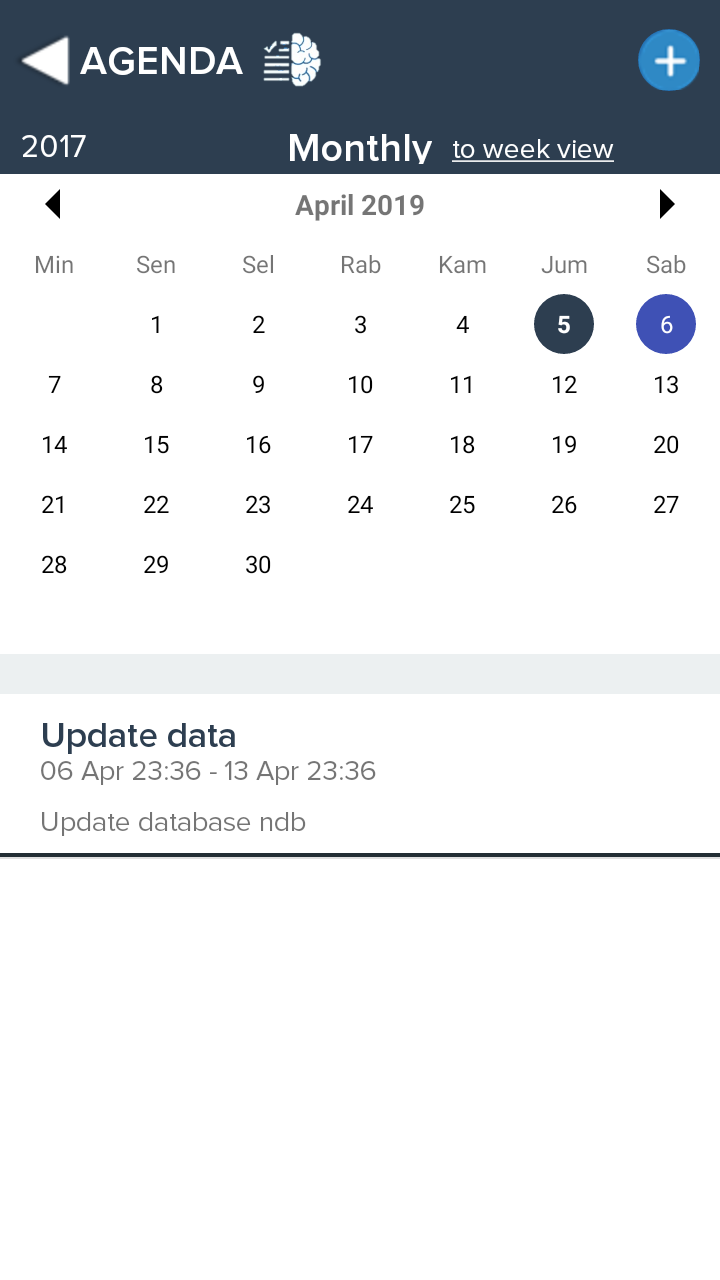 AGENDA
2017 Monthly to week view
April 2019
Min Sen Sel Rab Kam Jum Sab
1 2 3 4 5 6
7 8 9 10 11 12 13
14 15 16 17 18 19 20
21 22 23 24 25 26 27
28 29 30
Update data
06 Apr 23:36 - 13 Apr 23:36
Update database ndb